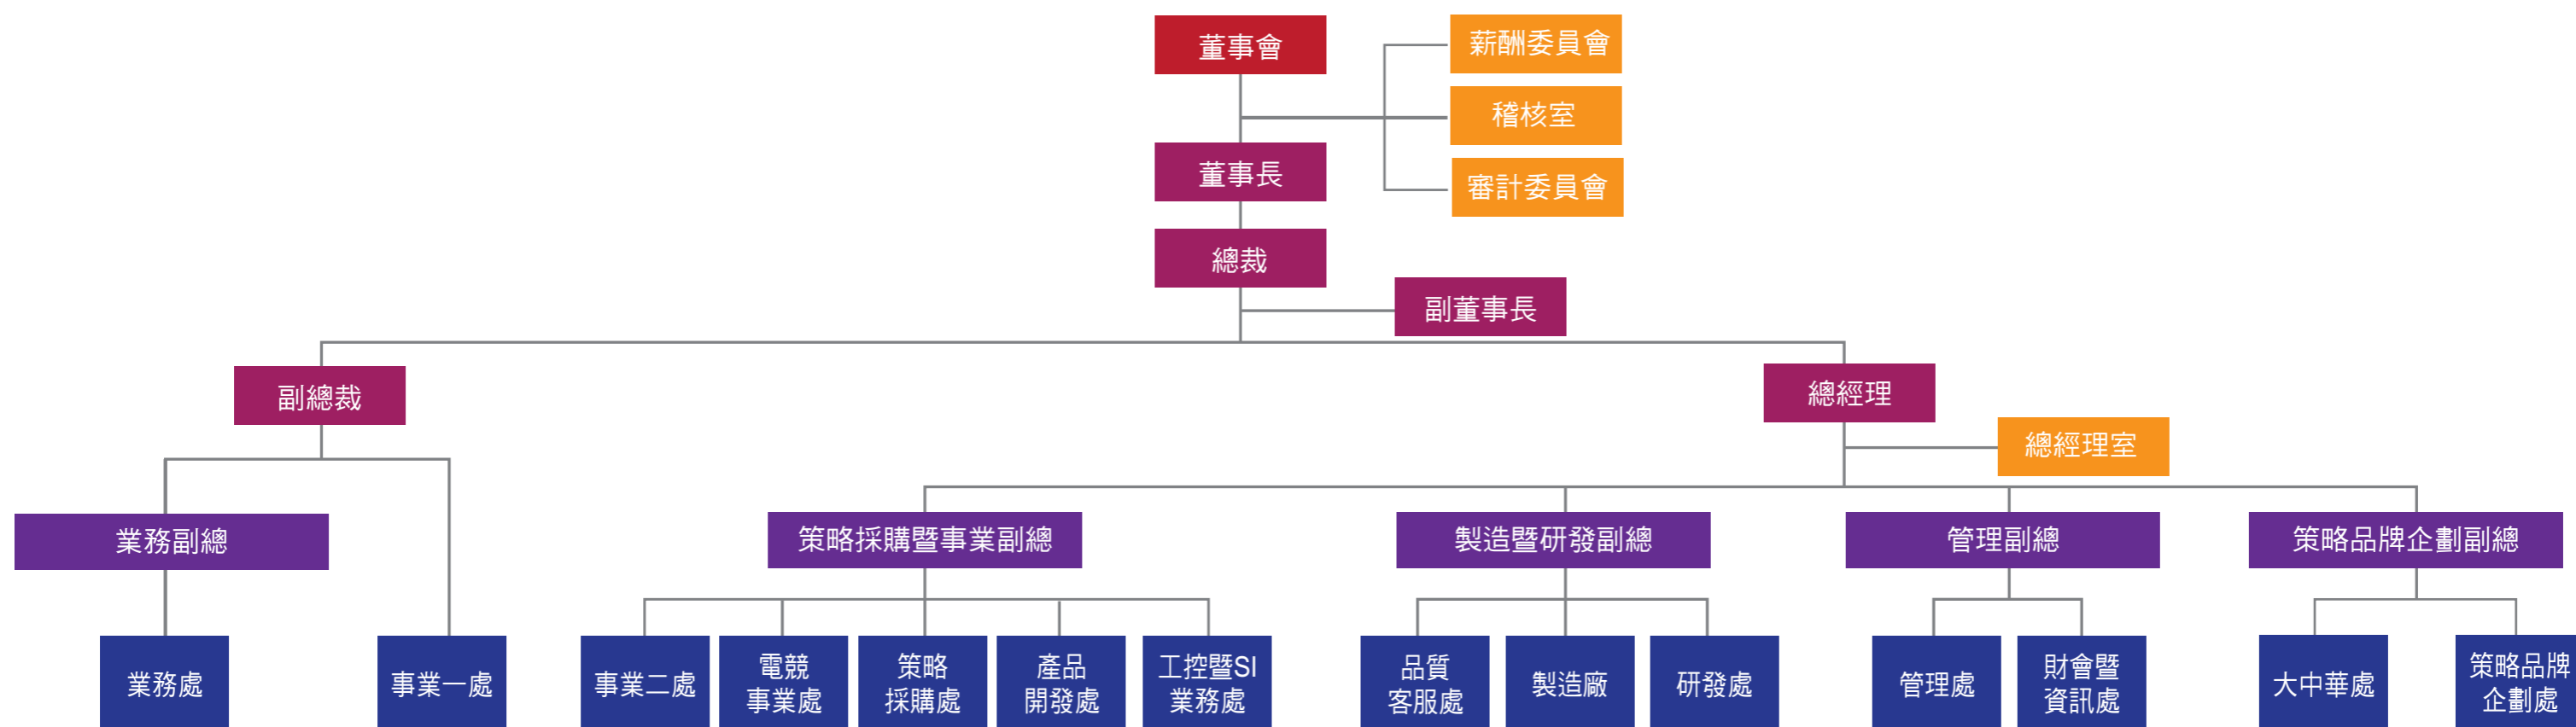 董事會
薪酬委員會
稽核室
董事長
審計委員會
總裁
副董事長
副總裁
總經理
總經理室
業務副總
策略採購暨事業副總
製造暨研發副總
管理副總
策略品牌企劃副總
業務處
事業一處
事業二處
電競
事業處
策略
採購處
產品
開發處
工控暨SI
業務處
品質
客服處
製造廠
研發處
管理處
財會暨
資訊處
大中華處
策略品牌
企劃處